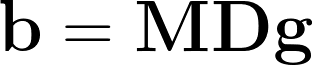 b = MDg